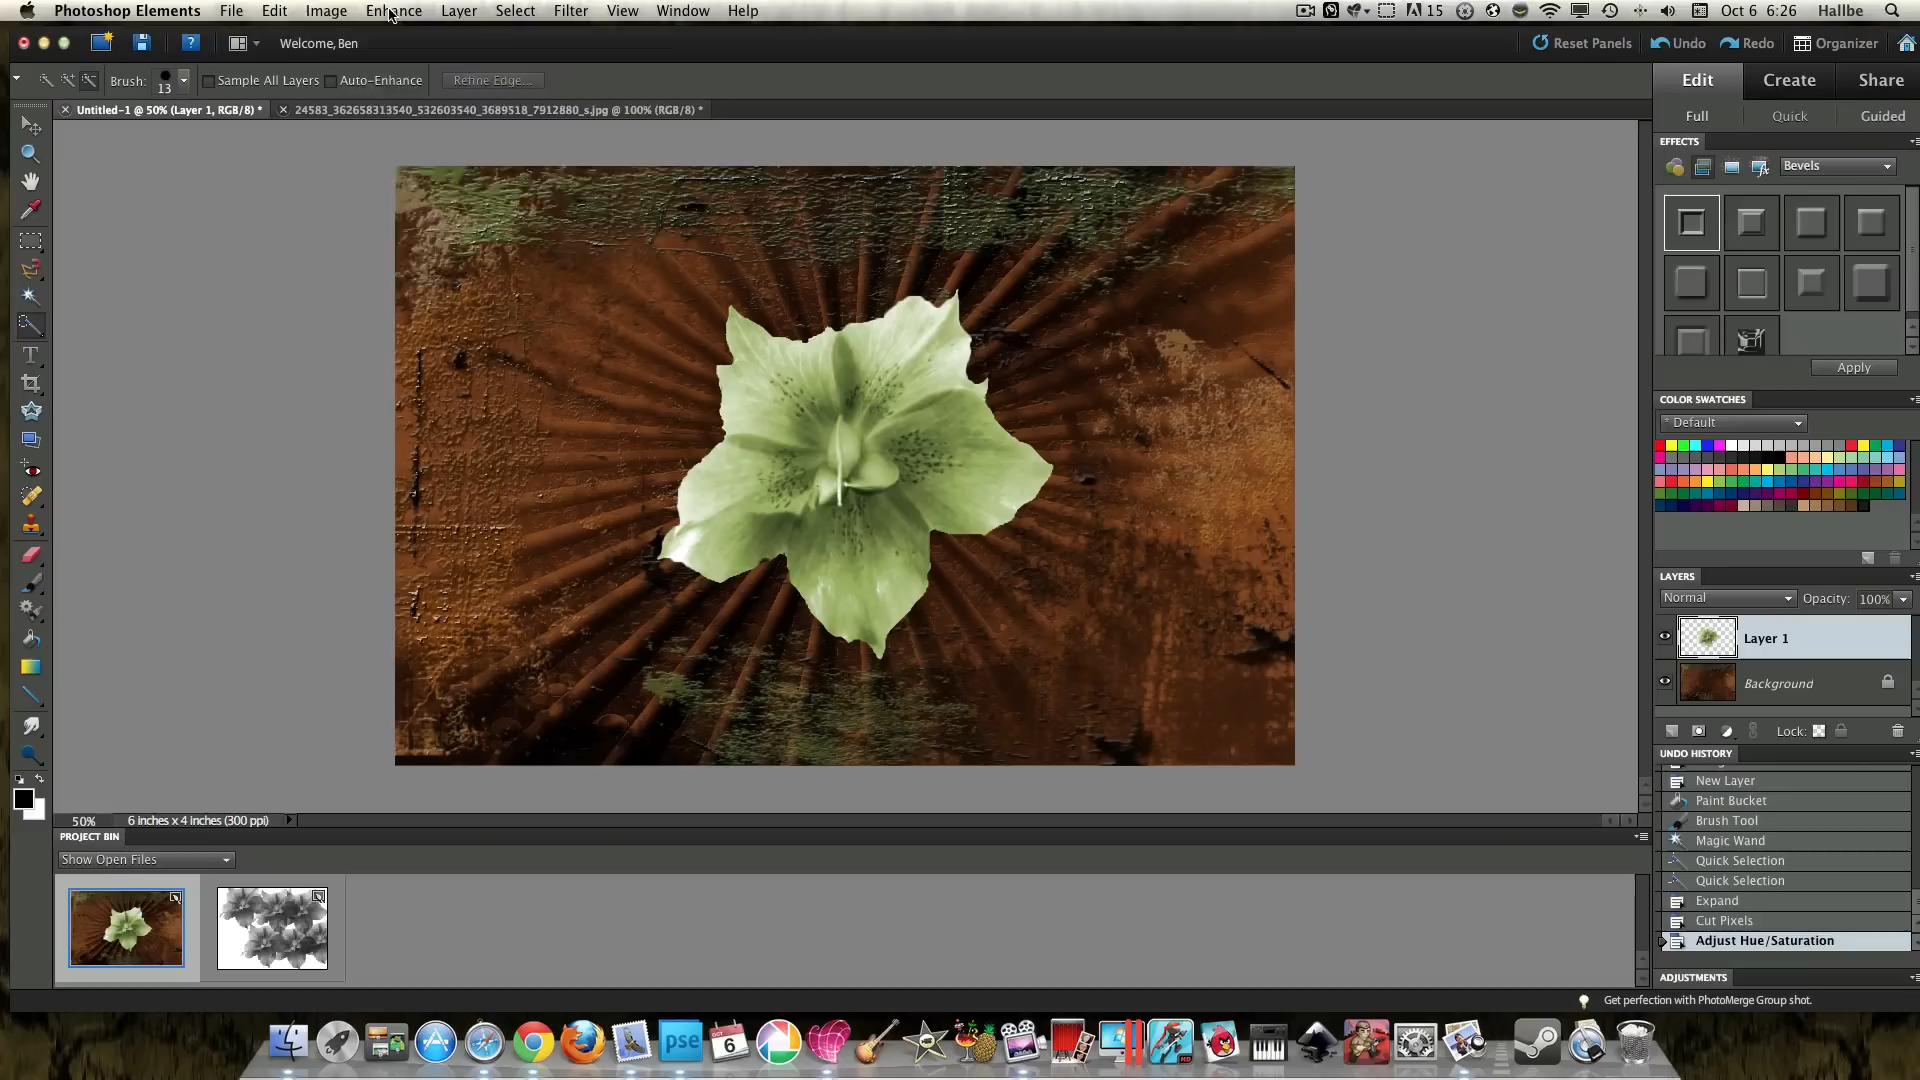 Photoshop Elements File Edit Image Enhance Layer Select Filter View Window Help 15 Oct 6 6:26 Hallbe
Welcome, Ben Reset Panels Undo Redo Organizer
Brush: 13 Sample All Layers Auto-Enhance Refine Edge... Edit Create Share
Untitled-1 @ 50% (Layer 1, RGB/8) * 24583_362658313540_532603540_3689518_7912880_s.jpg @ 100% (RGB/8) *
Full Quick Guided
EFFECTS
Bevels
Apply
COLOR SWATCHES
* Default
LAYERS
Normal Opacity: 100%
Layer 1
Background
Lock:
UNDO HISTORY
New Layer
Paint Bucket
Brush Tool
Magic Wand
Quick Selection
Quick Selection
Expand
Cut Pixels
Adjust Hue/Saturation
ADJUSTMENTS
50% 6 inches x 4 inches (300 ppi)
PROJECT BIN
Show Open Files
Get perfection with PhotoMerge Group shot.
pse OCT 6 HD